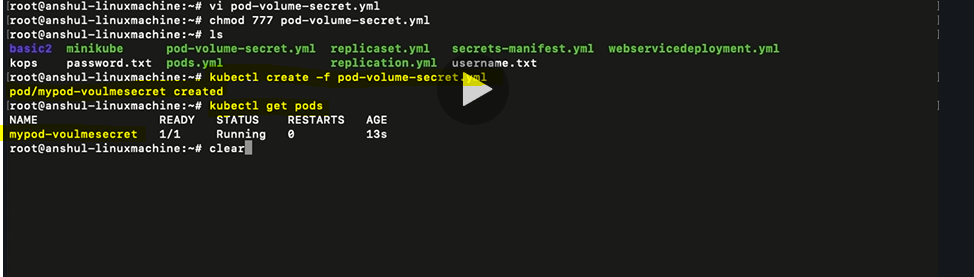 [root@anshul-linuxmachine:~# vi pod-volume-secret.yml
[root@anshul-linuxmachine:~# chmod 777 pod-volume-secret.yml
[root@anshul-linuxmachine:~# ls
basic2 minikube pod-volume-secret.yml replicaset.yml secrets-manifest.yml webservicedeployment.yml
kops password.txt pods.yml replication.yml username.txt
[root@anshul-linuxmachine:~# kubectl create -f pod-volume-secret.yml
pod/mypod-voulmesecret created
[root@anshul-linuxmachine:~# kubectl get pods
NAME READY STATUS RESTARTS AGE
mypod-voulmesecret 1/1 Running 0 13s
root@anshul-linuxmachine:~# clear